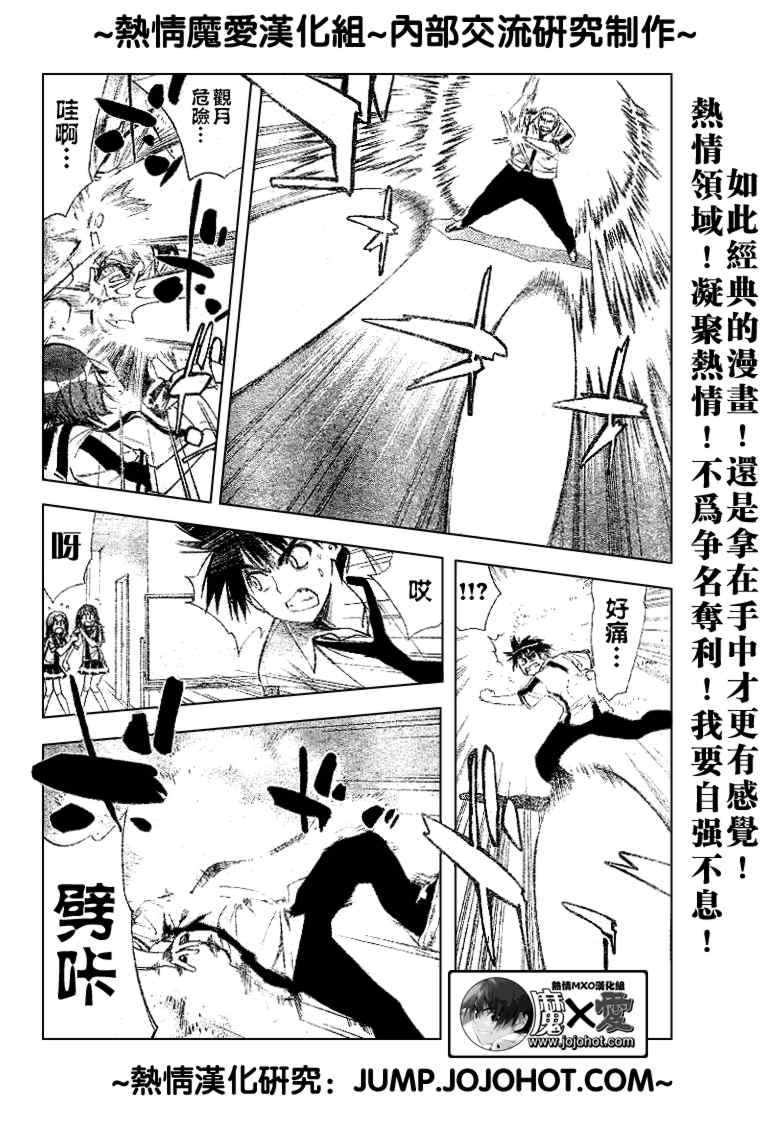 ~熱情魔愛漢化組~內部交流研究制作~
如此經典的漫畫！還是拿在手中才更有感覺！
熱情領域！凝聚熱情！不爲争名奪利！我要自强不息！
觀月
危險…
哇啊…
好痛…
!!?
哎
呀
劈咔
熱情MXO漢化組
魔×愛
www.jojohot.com
~熱情漢化研究：JUMP.JOJOHOT.COM~